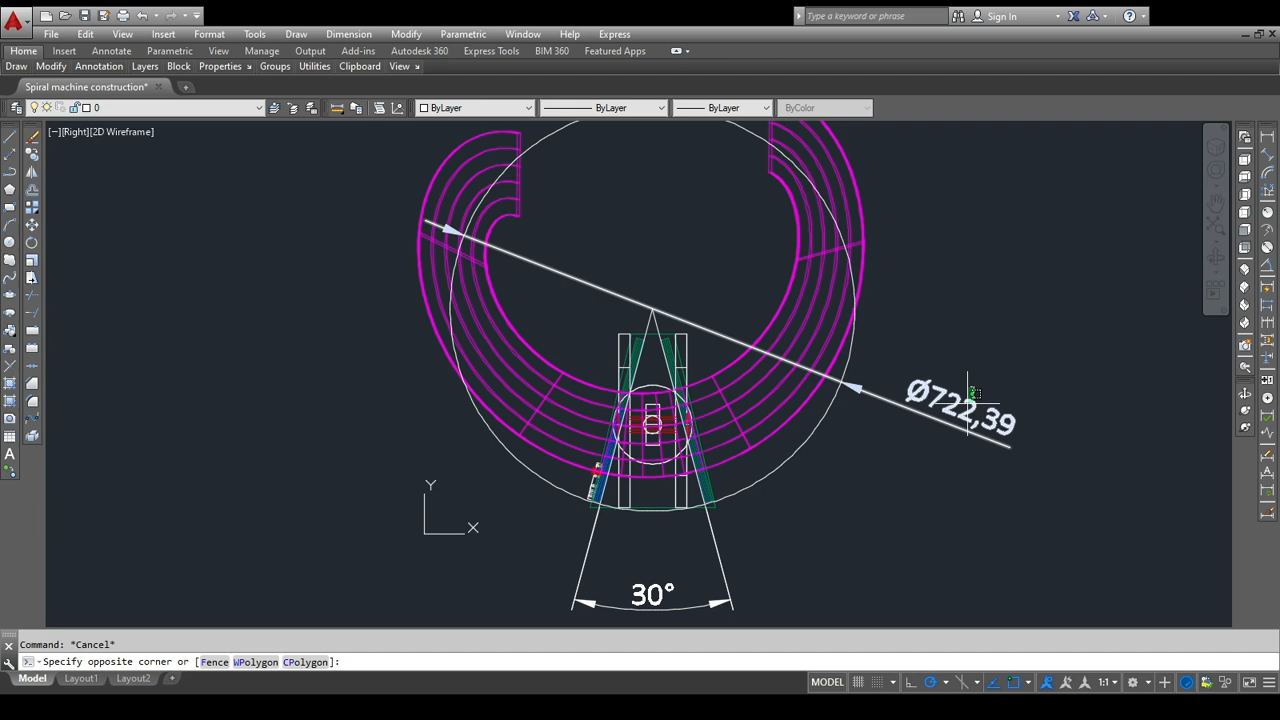 Type a keyword or phrase
Sign In
File Edit View Insert Format Tools Draw Dimension Modify Parametric Window Help Express
Home Insert Annotate Parametric View Manage Output Add-ins Autodesk 360 Express Tools BIM 360 Featured Apps
Draw Modify Annotation Layers Block Properties Groups Utilities Clipboard View
Spiral machine construction*
0 ByLayer ByLayer ByLayer ByColor
[−][Right][2D Wireframe]
Ø722,39
Y
X
30°
Command: *Cancel*
Specify opposite corner or [Fence WPolygon CPolygon]:
Model Layout1 Layout2
MODEL 1:1